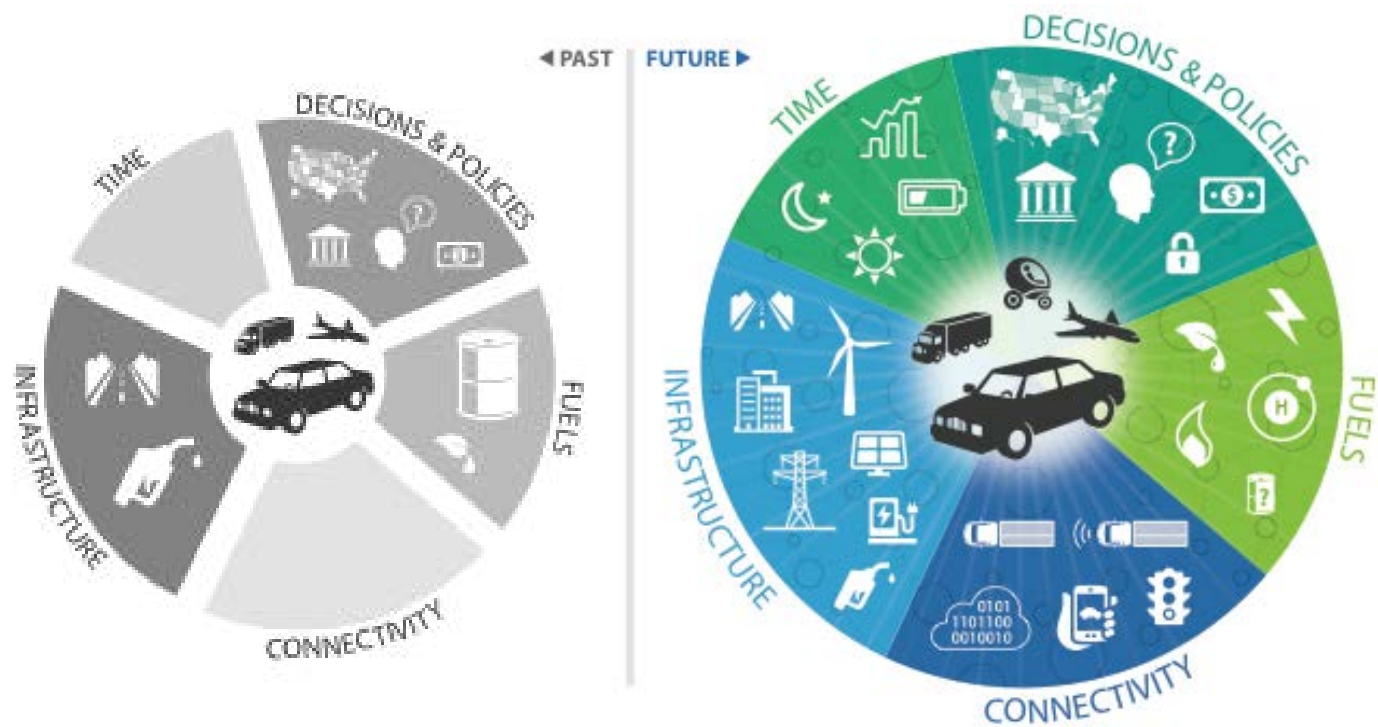 ◀ PAST
FUTURE ▶
DECISIONS & POLICIES
TIME
?
$
INFRASTRUCTURE
FUELS
CONNECTIVITY
DECISIONS & POLICIES
TIME
?
$
INFRASTRUCTURE
FUELS
H
?
0101
1101100
0010010
CONNECTIVITY